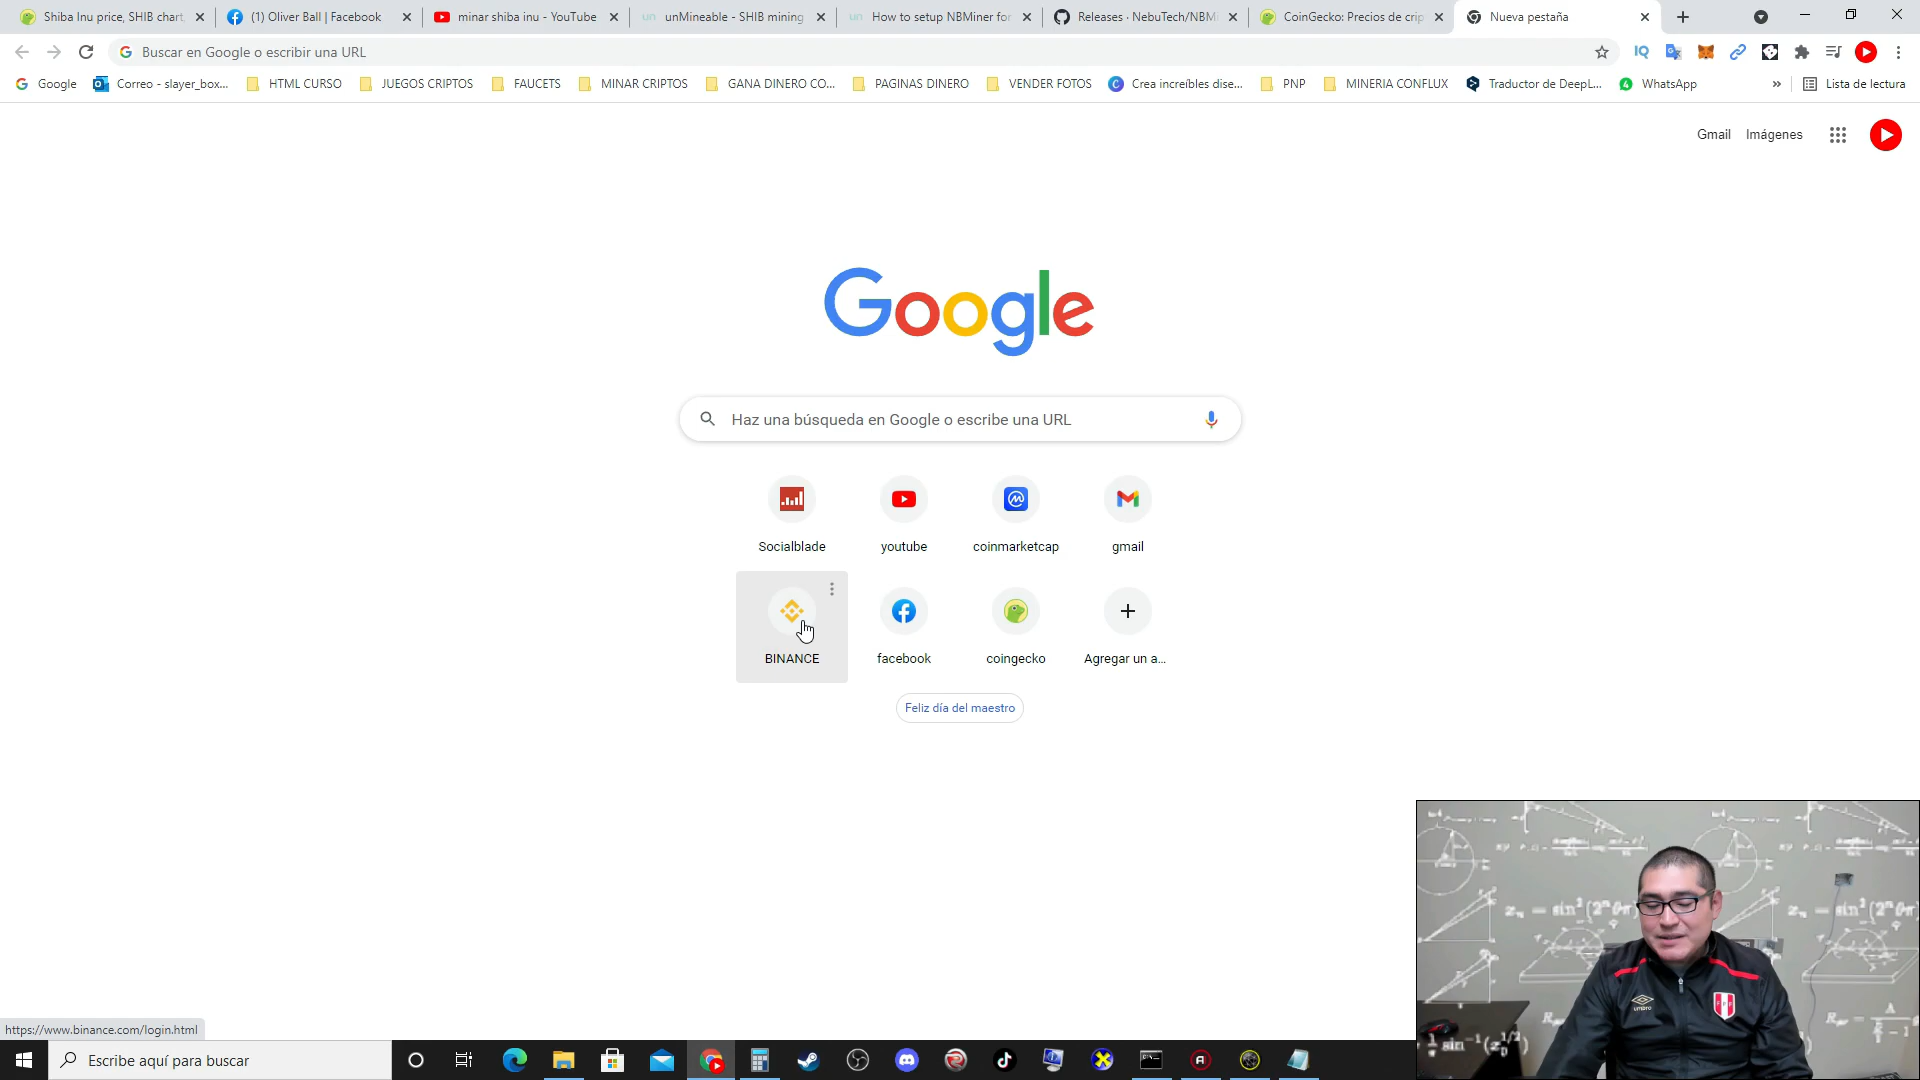 Shiba Inu price, SHIB chart,
(1) Oliver Ball | Facebook
minar shiba inu - YouTube
un unMineable - SHIB mining
un How to setup NBMiner for
Releases · NebuTech/NBMi
CoinGecko: Precios de crip
Nueva pestaña
Buscar en Google o escribir una URL
Google
Correo - slayer_box...
HTML CURSO
JUEGOS CRIPTOS
FAUCETS
MINAR CRIPTOS
GANA DINERO CO...
PAGINAS DINERO
VENDER FOTOS
Crea increíbles dise...
PNP
MINERIA CONFLUX
Traductor de DeepL...
WhatsApp
»
Lista de lectura
Gmail
Imágenes
Google
Haz una búsqueda en Google o escribe una URL
Socialblade
youtube
coinmarketcap
gmail
BINANCE
facebook
coingecko
Agregar un a...
Feliz día del maestro
https://www.binance.com/login.html
Escribe aquí para buscar